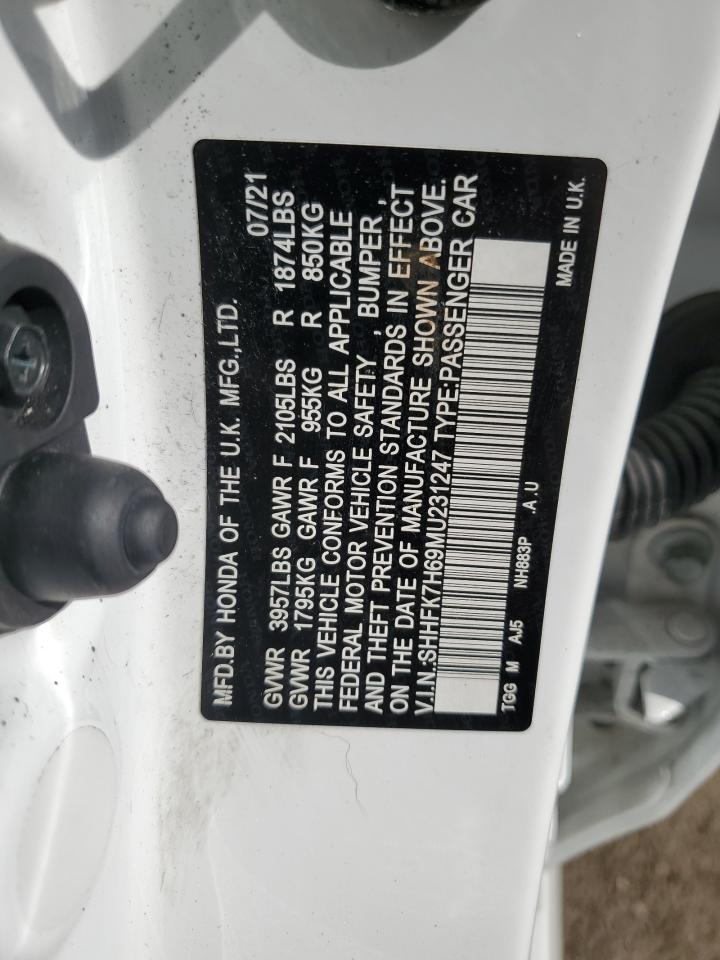 MFD.BY HONDA OF THE U.K. MFG.,LTD. 07/21
GVWR 3957LBS GAWR F 2105LBS R 1874LBS
GVWR 1795KG GAWR F 955KG R 850KG
THIS VEHICLE CONFORMS TO ALL APPLICABLE
FEDERAL MOTOR VEHICLE SAFETY , BUMPER ,
AND THEFT PREVENTION STANDARDS IN EFFECT
ON THE DATE OF MANUFACTURE SHOWN ABOVE.
V.I.N.:SHHFK7H69MU231247 TYPE:PASSENGER CAR
TGG M AJ5 NH883P .A.U MADE IN U.K.